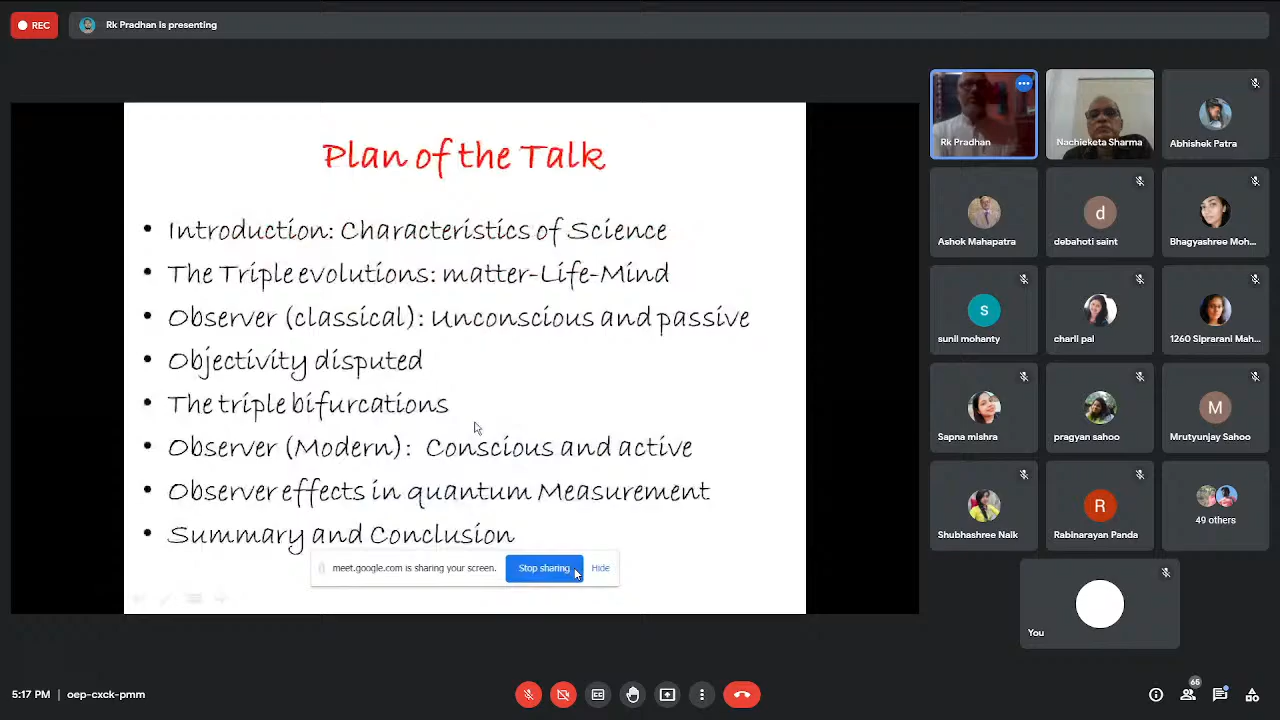 REC
Rk Pradhan is presenting
Plan of the Talk
• Introduction: Characteristics of Science
• The Triple evolutions: matter-Life-Mind
• Observer (classical): Unconscious and passive
• Objectivity disputed
• The triple bifurcations
• Observer (Modern): Conscious and active
• Observer effects in quantum Measurement
• Summary and Conclusion
meet.google.com is sharing your screen. Stop sharing Hide
Rk Pradhan
Nachieketa Sharma
Abhishek Patra
Ashok Mahapatra
d
debahoti saint
Bhagyashree Moh...
s
sunil mohanty
charli pal
1260 Siprarani Mah...
Sapna mishra
pragyan sahoo
M
Mrutyunjay Sahoo
Shubhashree Naik
R
Rabinarayan Panda
49 others
You
5:17 PM | oep-cxck-pmm
65